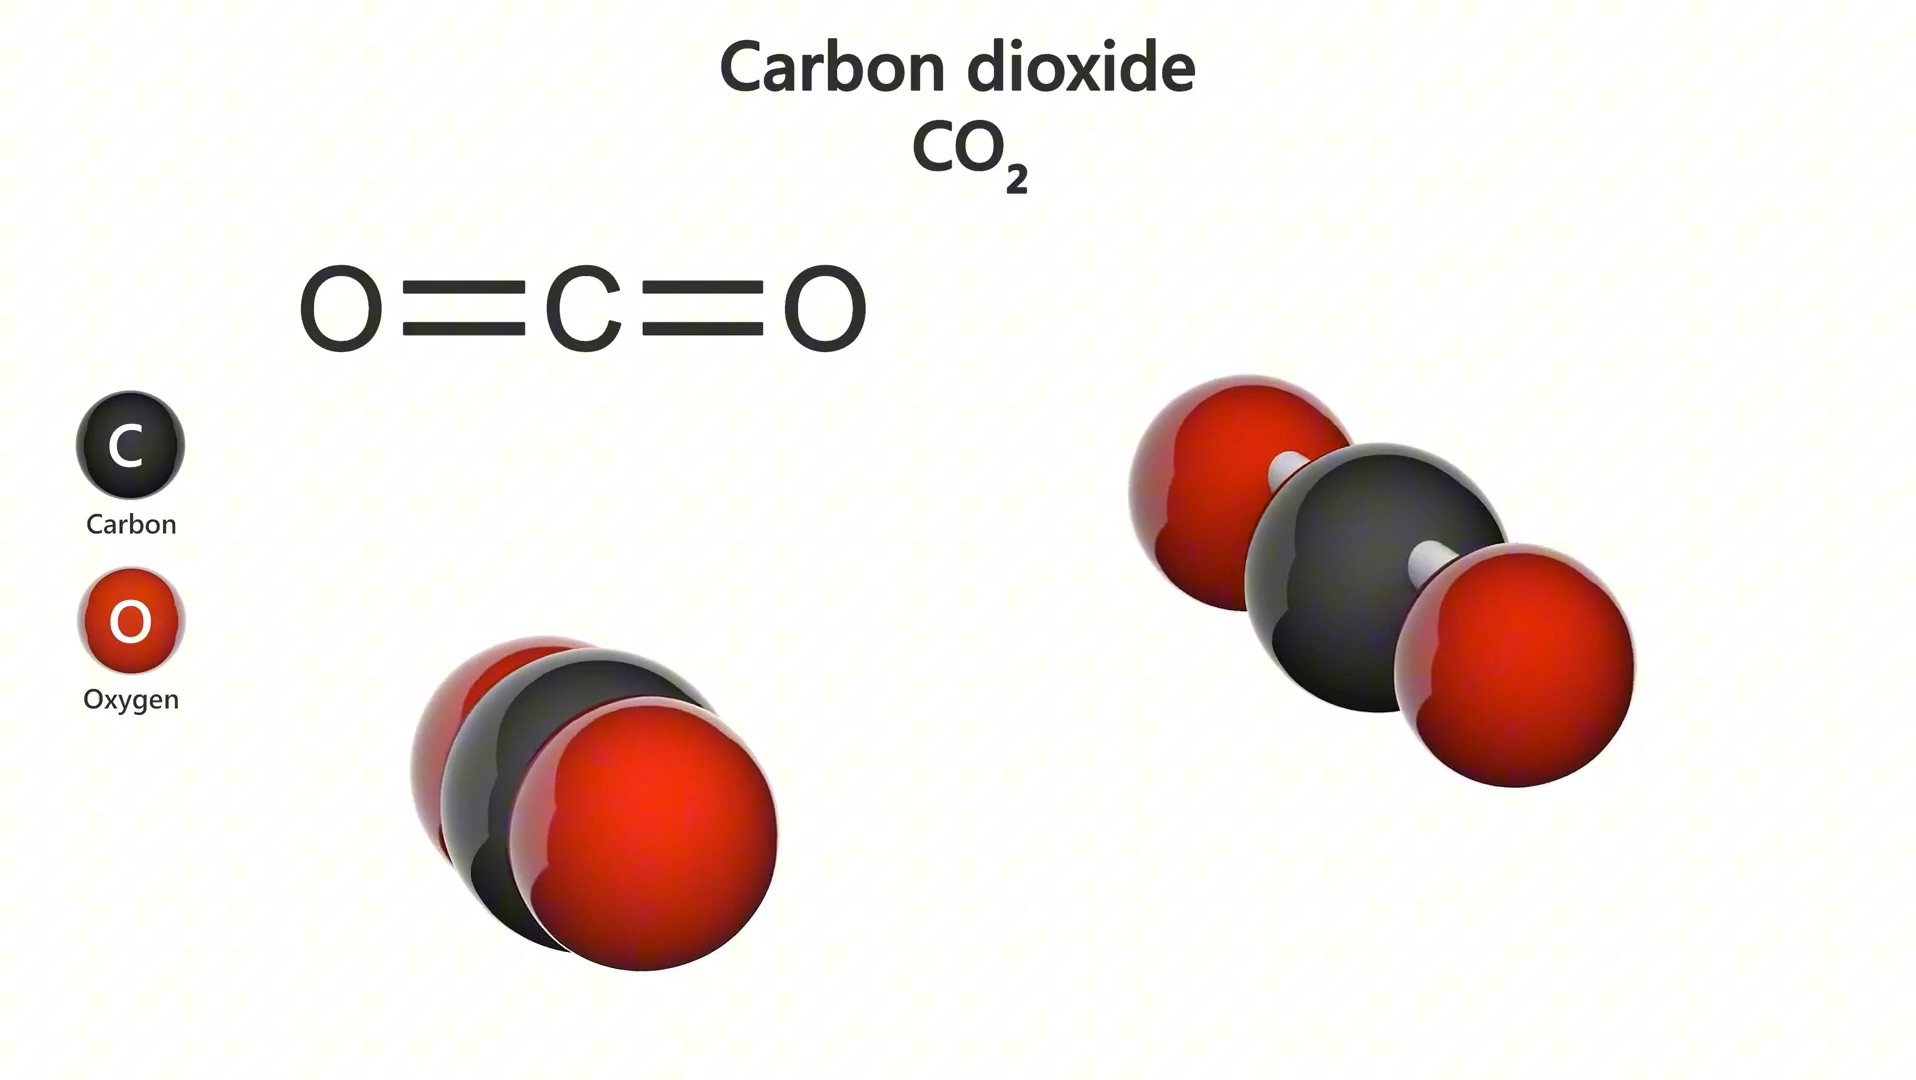 Carbon dioxide
CO₂
O=C=O
C
Carbon
O
Oxygen